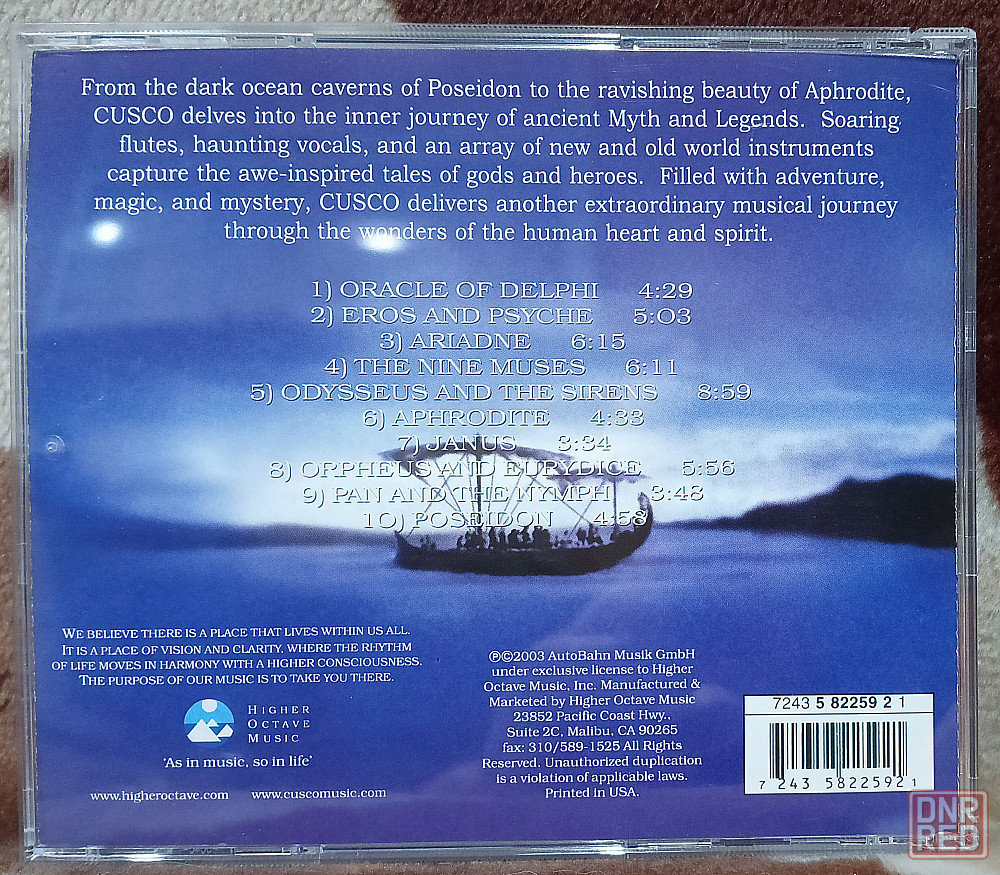 From the dark ocean caverns of Poseidon to the ravishing beauty of Aphrodite,
CUSCO delves into the inner journey of ancient Myth and Legends. Soaring
flutes, haunting vocals, and an array of new and old world instruments
capture the awe-inspired tales of gods and heroes. Filled with adventure,
magic, and mystery, CUSCO delivers another extraordinary musical journey
through the wonders of the human heart and spirit.
1) ORACLE OF DELPHI 4:29
2) EROS AND PSYCHE 5:03
3) ARIADNE 6:15
4) THE NINE MUSES 6:11
5) ODYSSEUS AND THE SIRENS 8:59
6) APHRODITE 4:33
7) JANUS 3:34
8) ORPHEUS AND EURYDICE 5:56
9) PAN AND THE NYMPH 3:48
10) POSEIDON 4:58
WE BELIEVE THERE IS A PLACE THAT LIVES WITHIN US ALL.
IT IS A PLACE OF VISION AND CLARITY, WHERE THE RHYTHM
OF LIFE MOVES IN HARMONY WITH A HIGHER CONSCIOUSNESS.
THE PURPOSE OF OUR MUSIC IS TO TAKE YOU THERE.
HIGHER
OCTAVE
MUSIC
'As in music, so in life'
www.higheroctave.com www.cuscomusic.com
℗©2003 AutoBahn Musik GmbH
under exclusive license to Higher
Octave Music, Inc. Manufactured &
Marketed by Higher Octave Music
23852 Pacific Coast Hwy.,
Suite 2C, Malibu, CA 90265
fax: 310/589-1525 All Rights
Reserved. Unauthorized duplication
is a violation of applicable laws.
Printed in USA.
7243 5 82259 2 1
7 243 5822592 1
DNR
RED